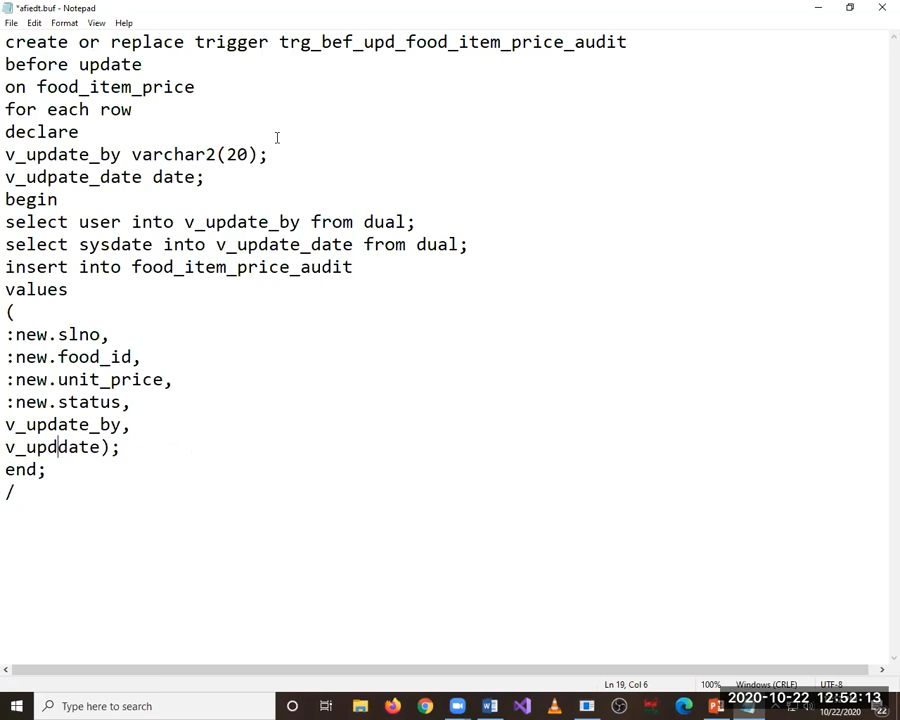 *afiedt.buf - Notepad
File Edit Format View Help
create or replace trigger trg_bef_upd_food_item_price_audit
before update
on food_item_price
for each row
declare
v_update_by varchar2(20);
v_udpate_date date;
begin
select user into v_update_by from dual;
select sysdate into v_update_date from dual;
insert into food_item_price_audit
values
(
:new.slno,
:new.food_id,
:new.unit_price,
:new.status,
v_update_by,
v_upddate);
end;
/
Ln 19, Col 6 100% Windows (CRLF) UTF-8
Type here to search
2020-10-22 12:52:13
10/22/2020
22